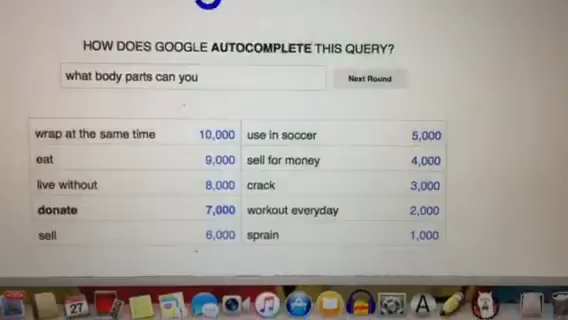 HOW DOES GOOGLE AUTOCOMPLETE THIS QUERY?
what body parts can you
Next Round
wrap at the same time 10,000 use in soccer 5,000
eat 9,000 sell for money 4,000
live without 8,000 crack 3,000
donate 7,000 workout everyday 2,000
sell 6,000 sprain 1,000
27
A